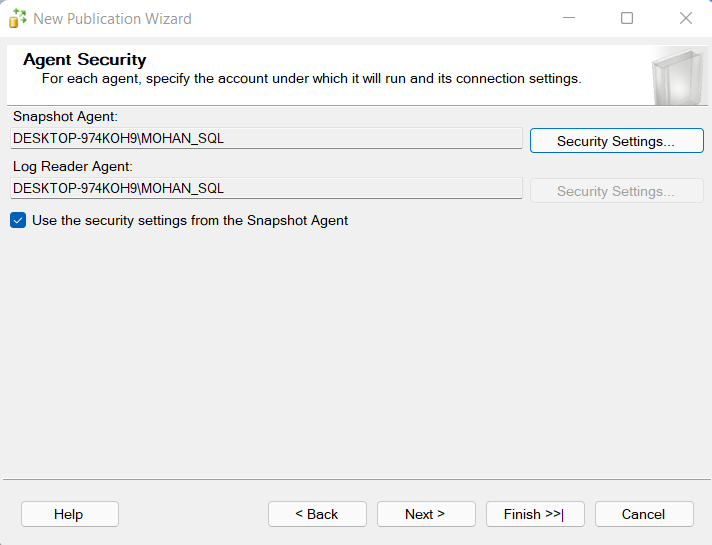 New Publication Wizard
Agent Security
For each agent, specify the account under which it will run and its connection settings.
Snapshot Agent:
DESKTOP-974KOH9\MOHAN_SQL
Security Settings...
Log Reader Agent:
DESKTOP-974KOH9\MOHAN_SQL
Security Settings...
Use the security settings from the Snapshot Agent
Help
< Back
Next >
Finish >>|
Cancel